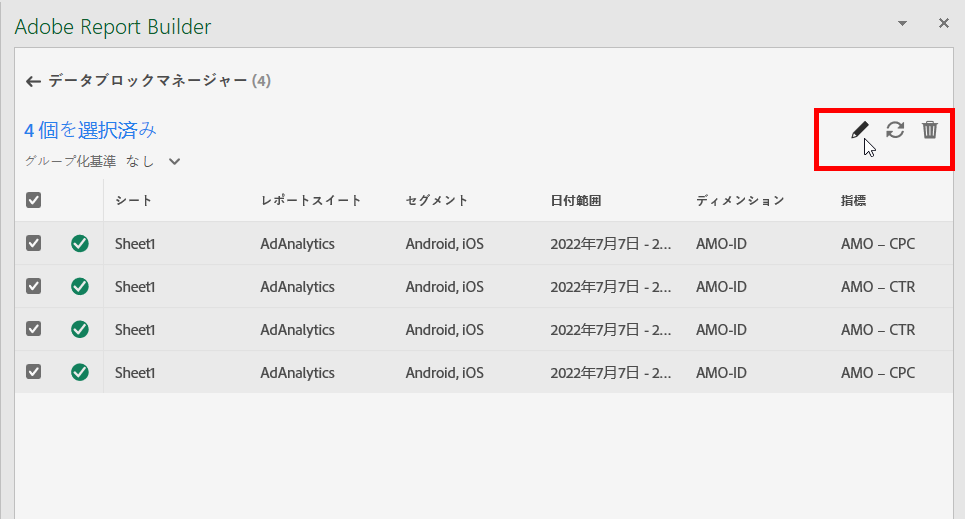 Adobe Report Builder
データブロックマネージャー (4)
4 個を選択済み
グループ化基準 なし
シート レポートスイート セグメント 日付範囲 ディメンション 指標
Sheet1 AdAnalytics Android, iOS 2022年7月7日 - 2... AMO-ID AMO – CPC
Sheet1 AdAnalytics Android, iOS 2022年7月7日 - 2... AMO-ID AMO – CTR
Sheet1 AdAnalytics Android, iOS 2022年7月7日 - 2... AMO-ID AMO – CTR
Sheet1 AdAnalytics Android, iOS 2022年7月7日 - 2... AMO-ID AMO – CPC